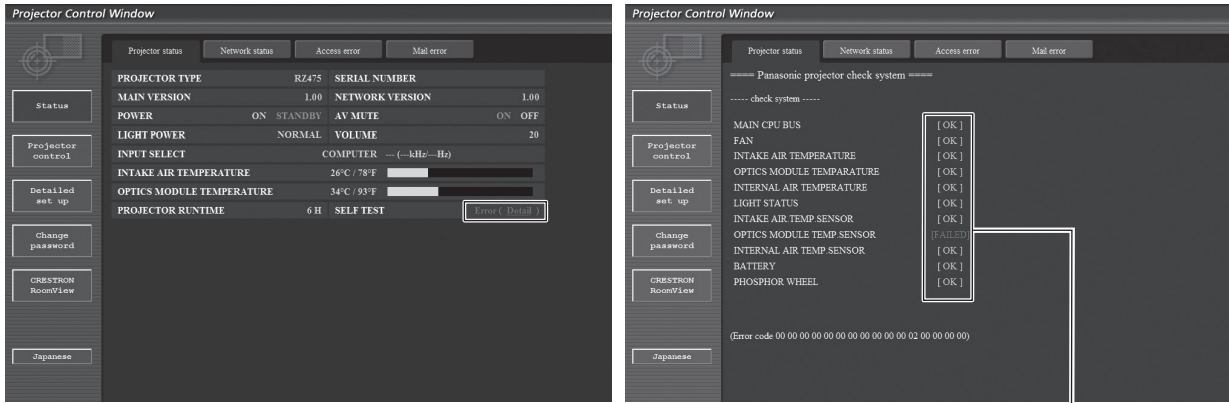 Projector Control Window
Projector status Network status Access error Mail error
PROJECTOR TYPE RZ475 SERIAL NUMBER
MAIN VERSION 1.00 NETWORK VERSION 1.00
POWER ON STANDBY AV MUTE ON OFF
LIGHT POWER NORMAL VOLUME 20
INPUT SELECT COMPUTER --- (---kHz/---Hz)
INTAKE AIR TEMPERATURE 26°C / 78°F
OPTICS MODULE TEMPERATURE 34°C / 93°F
PROJECTOR RUNTIME 6 H SELF TEST Error ( Detail )
Status
Projector
control
Detailed
set up
Change
password
CRESTRON
RoomView
Japanese
Projector Control Window
Projector status Network status Access error Mail error
==== Panasonic projector check system ====
----- check system -----
MAIN CPU BUS [ OK ]
FAN [ OK ]
INTAKE AIR TEMPERATURE [ OK ]
OPTICS MODULE TEMPARATURE [ OK ]
INTERNAL AIR TEMPERATURE [ OK ]
LIGHT STATUS [ OK ]
INTAKE AIR TEMP.SENSOR [ OK ]
OPTICS MODULE TEMP.SENSOR [FAILED]
INTERNAL AIR TEMP.SENSOR [ OK ]
BATTERY [ OK ]
PHOSPHOR WHEEL [ OK ]
(Error code 00 00 00 00 00 00 00 00 00 00 00 02 00 00 00 00)
Status
Projector
control
Detailed
set up
Change
password
CRESTRON
RoomView
Japanese